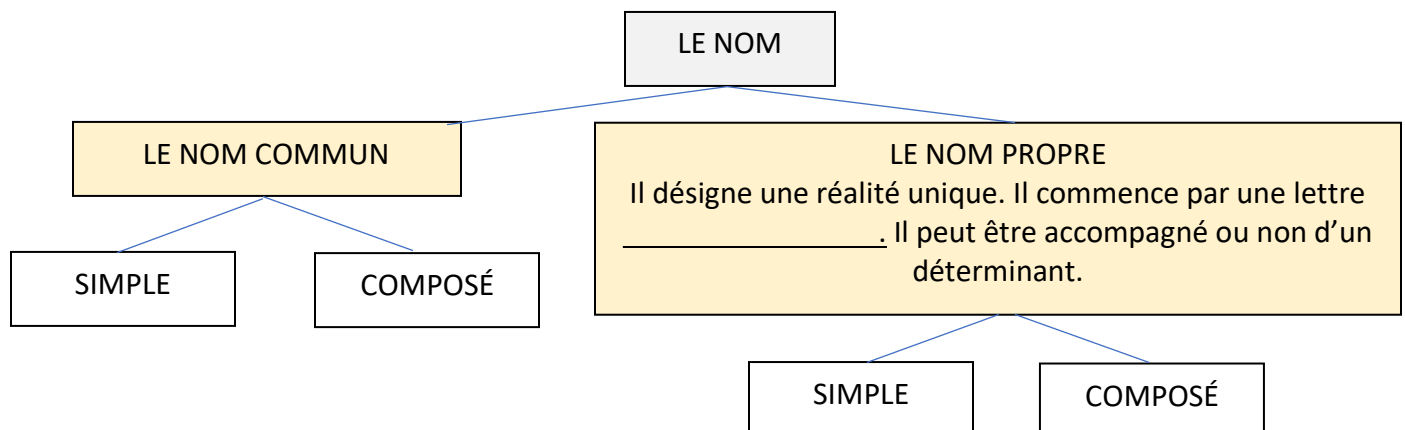 LE NOM
LE NOM COMMUN
LE NOM PROPRE
Il désigne une réalité unique. Il commence par une lettre
_________________. Il peut être accompagné ou non d’un
déterminant.
SIMPLE
COMPOSÉ
SIMPLE
COMPOSÉ